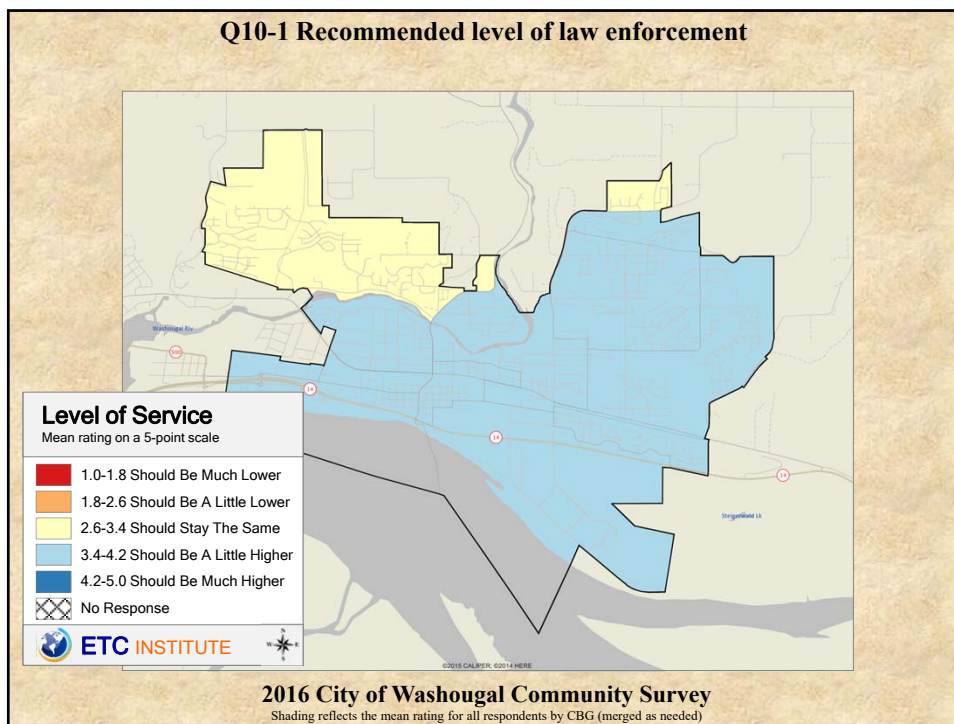 Q10-1 Recommended level of law enforcement
Washougal Riv
500
14
14
14
Steigerwald Lk
Level of Service
Mean rating on a 5-point scale
1.0-1.8 Should Be Much Lower
1.8-2.6 Should Be A Little Lower
2.6-3.4 Should Stay The Same
3.4-4.2 Should Be A Little Higher
4.2-5.0 Should Be Much Higher
No Response
ETC INSTITUTE
N
W E
S
©2015 CALIPER; ©2014 HERE
2016 City of Washougal Community Survey
Shading reflects the mean rating for all respondents by CBG (merged as needed)